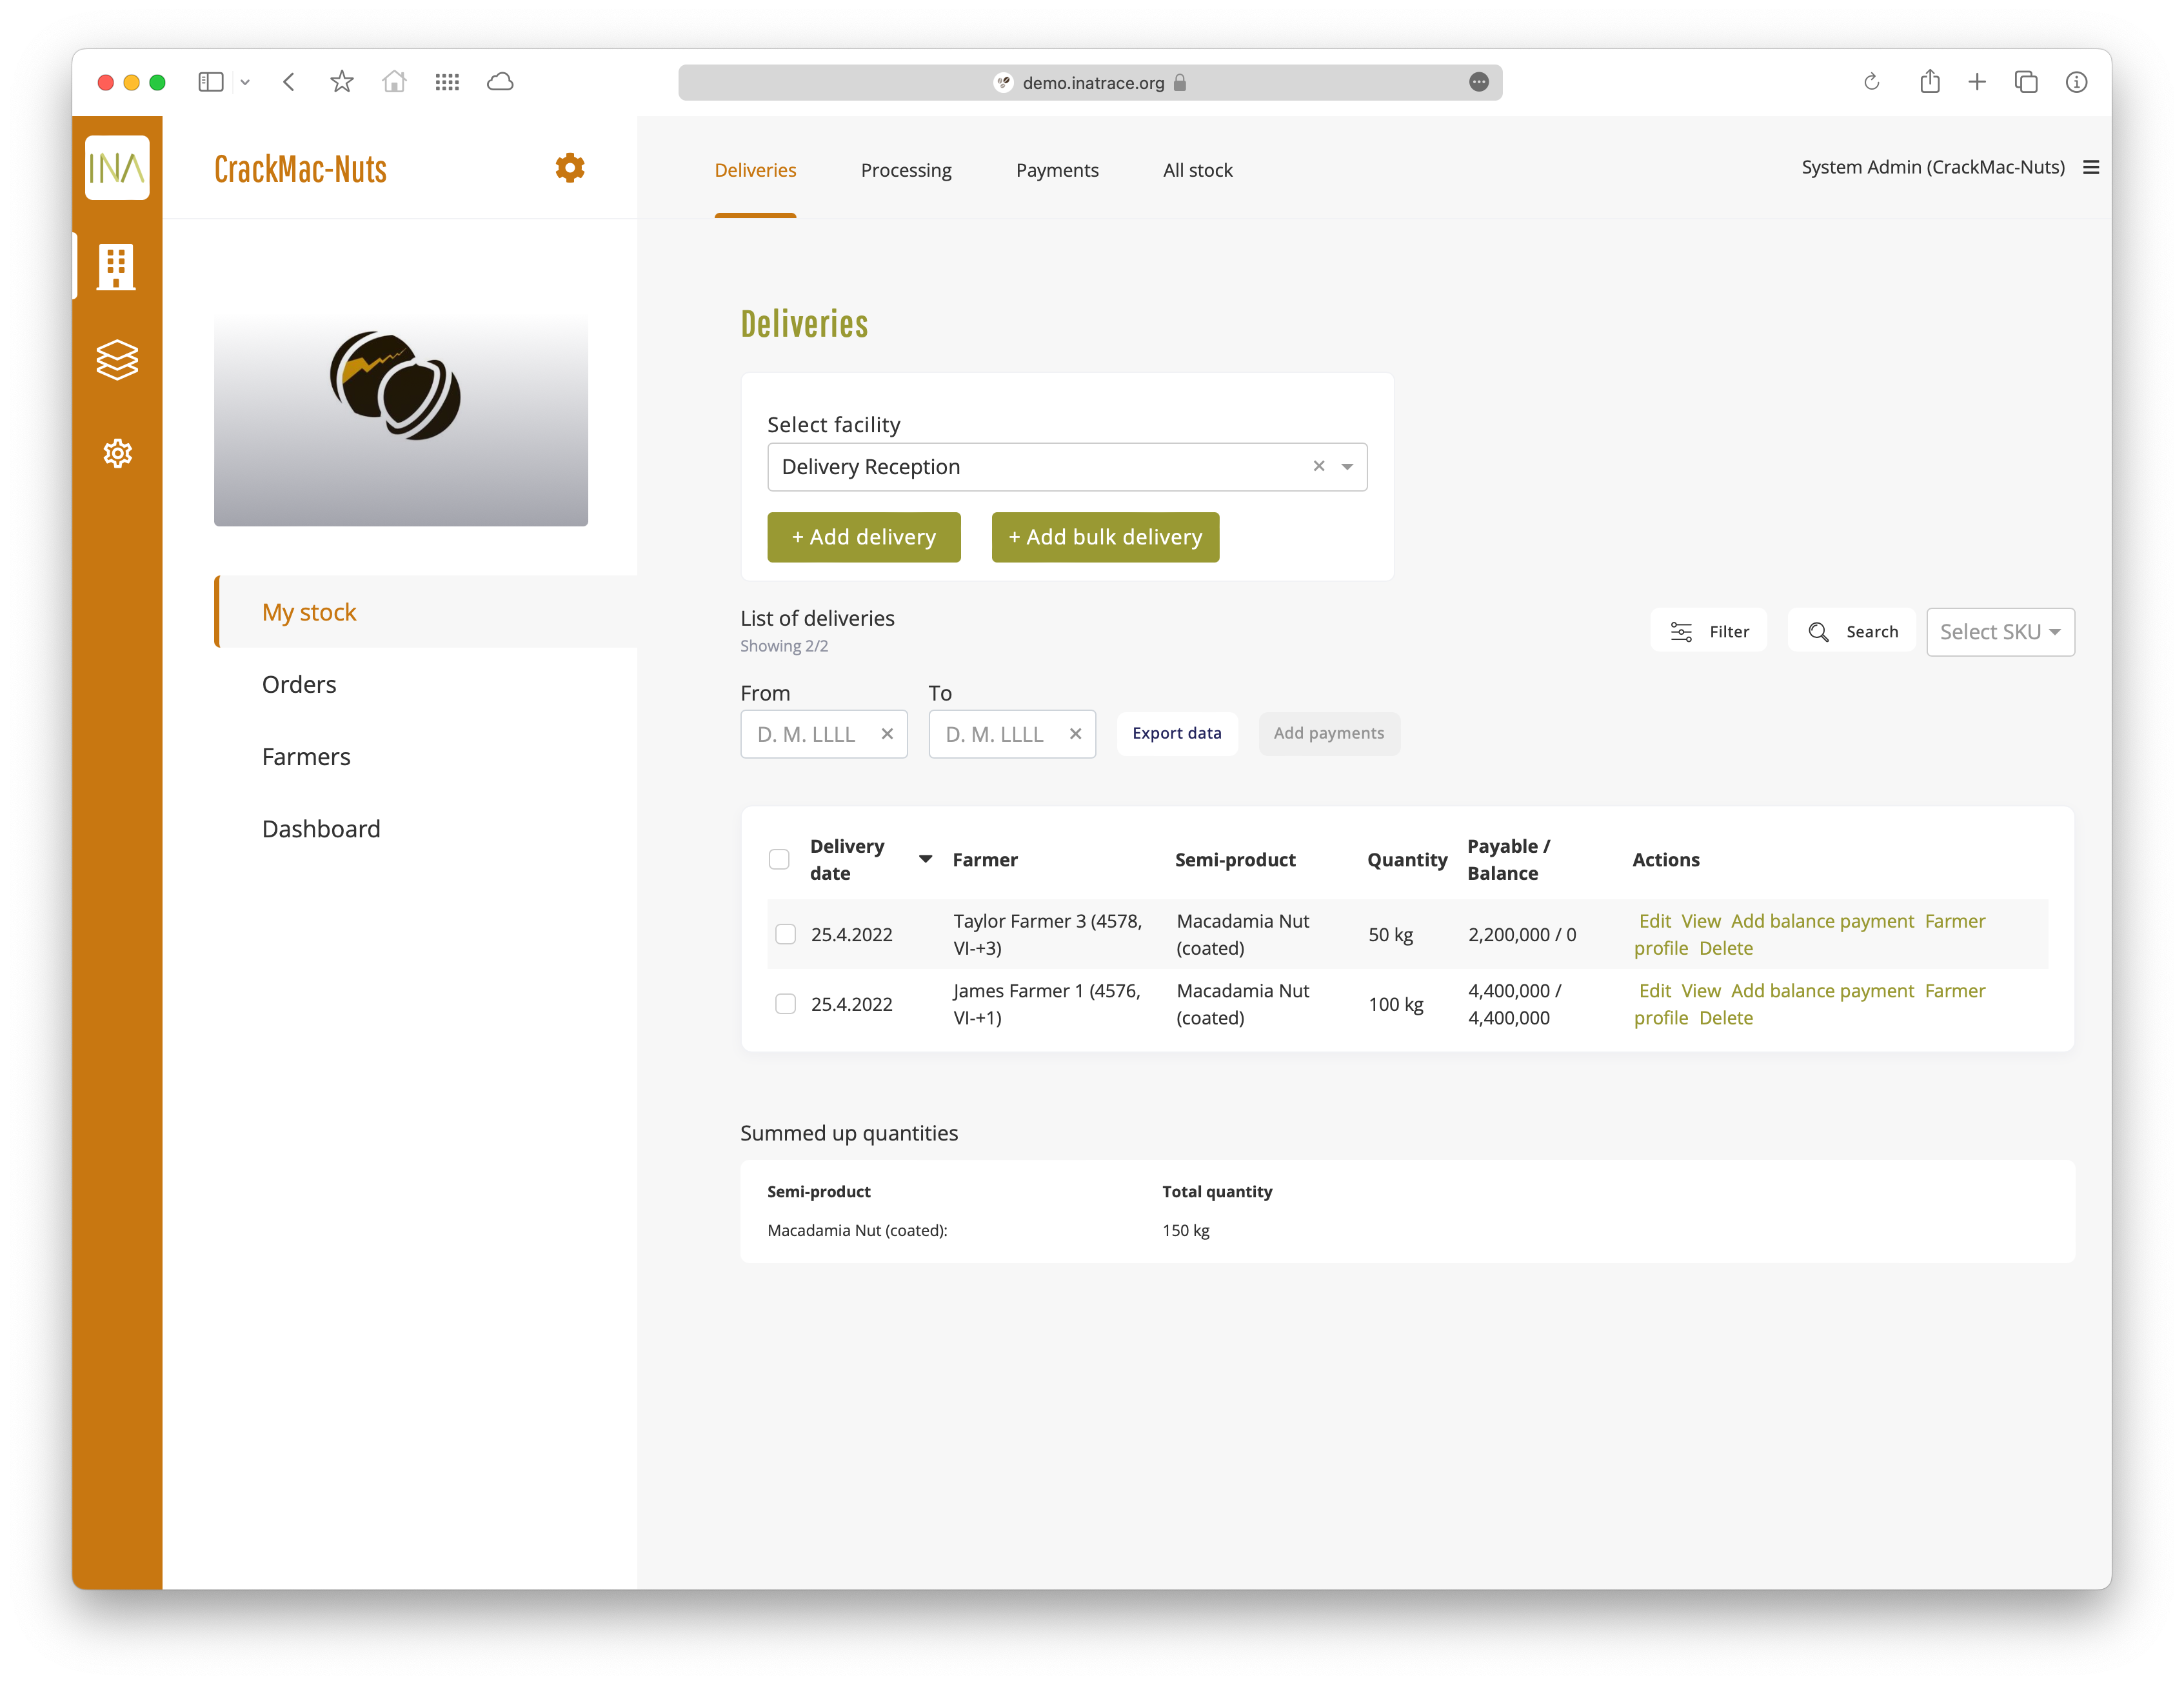 demo.inatrace.org
INA
CrackMac-Nuts
Deliveries
Processing
Payments
All stock
System Admin (CrackMac-Nuts)
My stock
Orders
Farmers
Dashboard
Deliveries
Select facility
Delivery Reception
+ Add delivery
+ Add bulk delivery
List of deliveries
Showing 2/2
Filter
Search
Select SKU
From
To
D. M. LLLL
D. M. LLLL
Export data
Add payments
Delivery
date
Farmer
Semi-product
Quantity
Payable /
Balance
Actions
25.4.2022
Taylor Farmer 3 (4578,
VI-+3)
Macadamia Nut
(coated)
50 kg
2,200,000 / 0
Edit View Add balance payment Farmer
profile Delete
25.4.2022
James Farmer 1 (4576,
VI-+1)
Macadamia Nut
(coated)
100 kg
4,400,000 /
4,400,000
Edit View Add balance payment Farmer
profile Delete
Summed up quantities
Semi-product
Total quantity
Macadamia Nut (coated):
150 kg